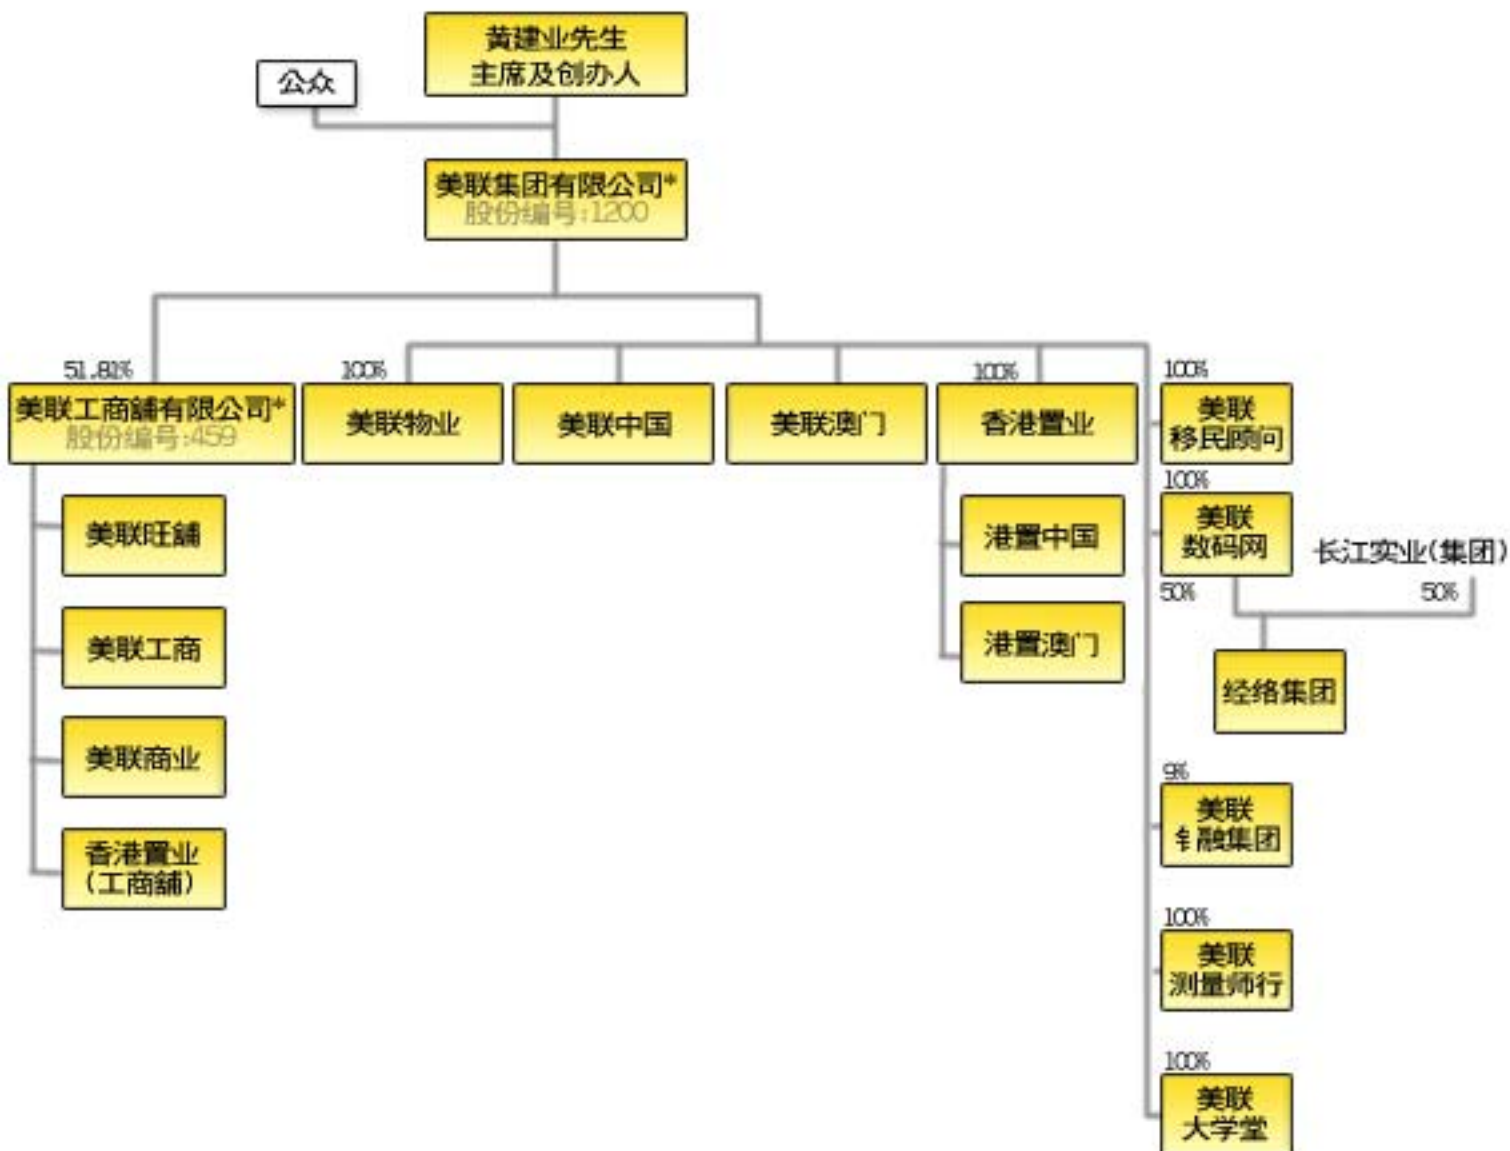 黄建业先生
主席及创办人
公众
美联集团有限公司*
股份编号:1200
51.81%
100%
100%
100%
美联工商舖有限公司*
股份编号:459
美联物业
美联中国
美联澳门
香港置业
美联
移民顾问
美联旺舖
美联工商
美联商业
香港置业
(工商舖)
港置中国
港置澳门
100%
美联
数码网
长江实业(集团)
50%
50%
经络集团
9%
美联
融集团
100%
美联
测量师行
100%
美联
大学堂